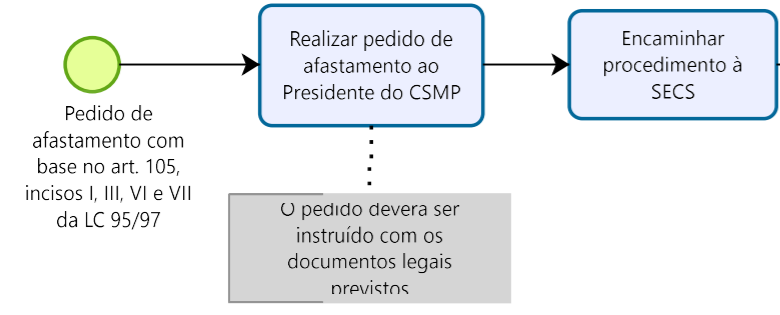 Pedido de
afastamento com
base no art. 105,
incisos I, III, VI e VII
da LC 95/97
Realizar pedido de
afastamento ao
Presidente do CSMP
O pedido deverá ser
instruído com os
documentos legais
previstos
Encaminhar
procedimento à
SECS